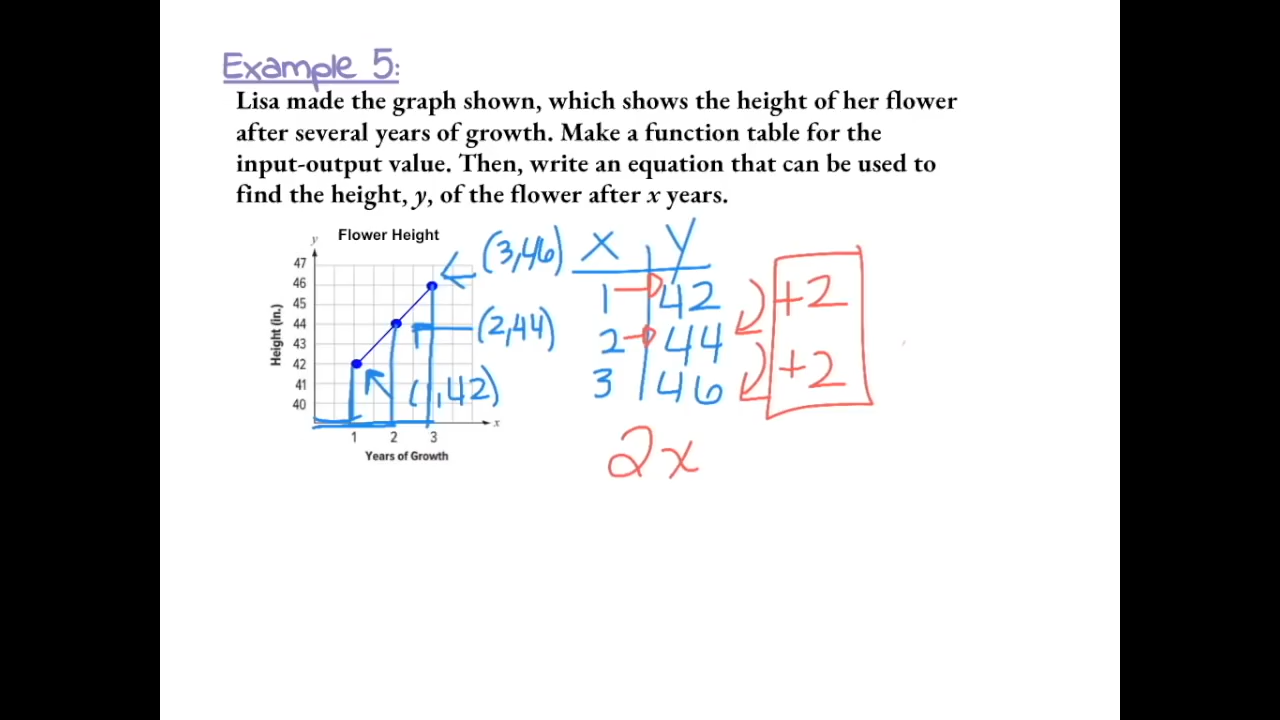 Example 5:
Lisa made the graph shown, which shows the height of her flower
after several years of growth. Make a function table for the
input-output value. Then, write an equation that can be used to
find the height, y, of the flower after x years.
Flower Height
y
47
46
45
44
43
42
41
40
Height (in.)
1 2 3
x
Years of Growth
(3,46)
(2,44)
(1,42)
x y
1 42
2 44
3 46
+2
+2
2x